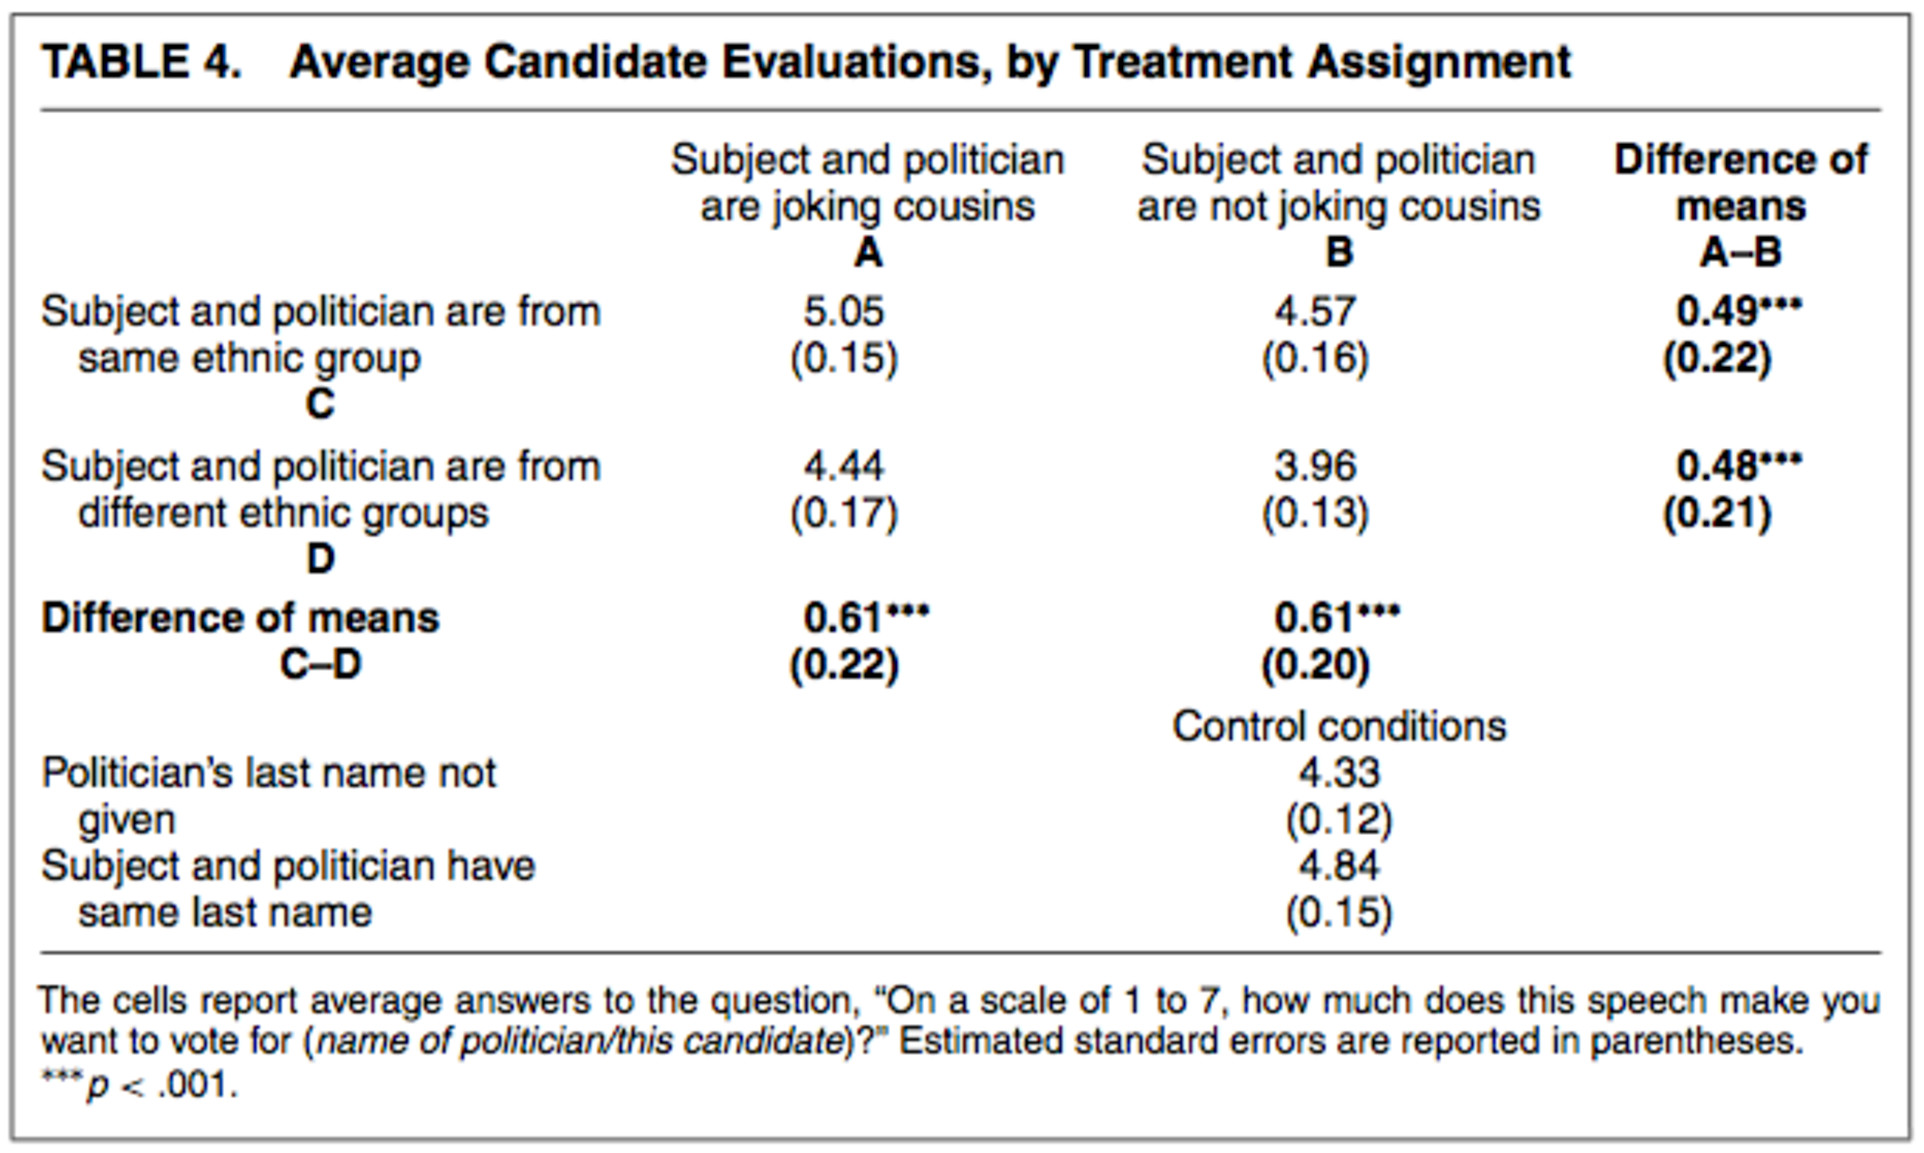 TABLE 4. Average Candidate Evaluations, by Treatment Assignment
Subject and politician are joking cousins A
Subject and politician are not joking cousins B
Difference of means A–B
Subject and politician are from same ethnic group C
5.05 4.57 0.49***
(0.15) (0.16) (0.22)
Subject and politician are from different ethnic groups D
4.44 3.96 0.48***
(0.17) (0.13) (0.21)
Difference of means C–D
0.61*** 0.61***
(0.22) (0.20)
Control conditions
Politician's last name not given
4.33
(0.12)
Subject and politician have same last name
4.84
(0.15)
The cells report average answers to the question, “On a scale of 1 to 7, how much does this speech make you
want to vote for (name of politician/this candidate)?” Estimated standard errors are reported in parentheses.
***p < .001.